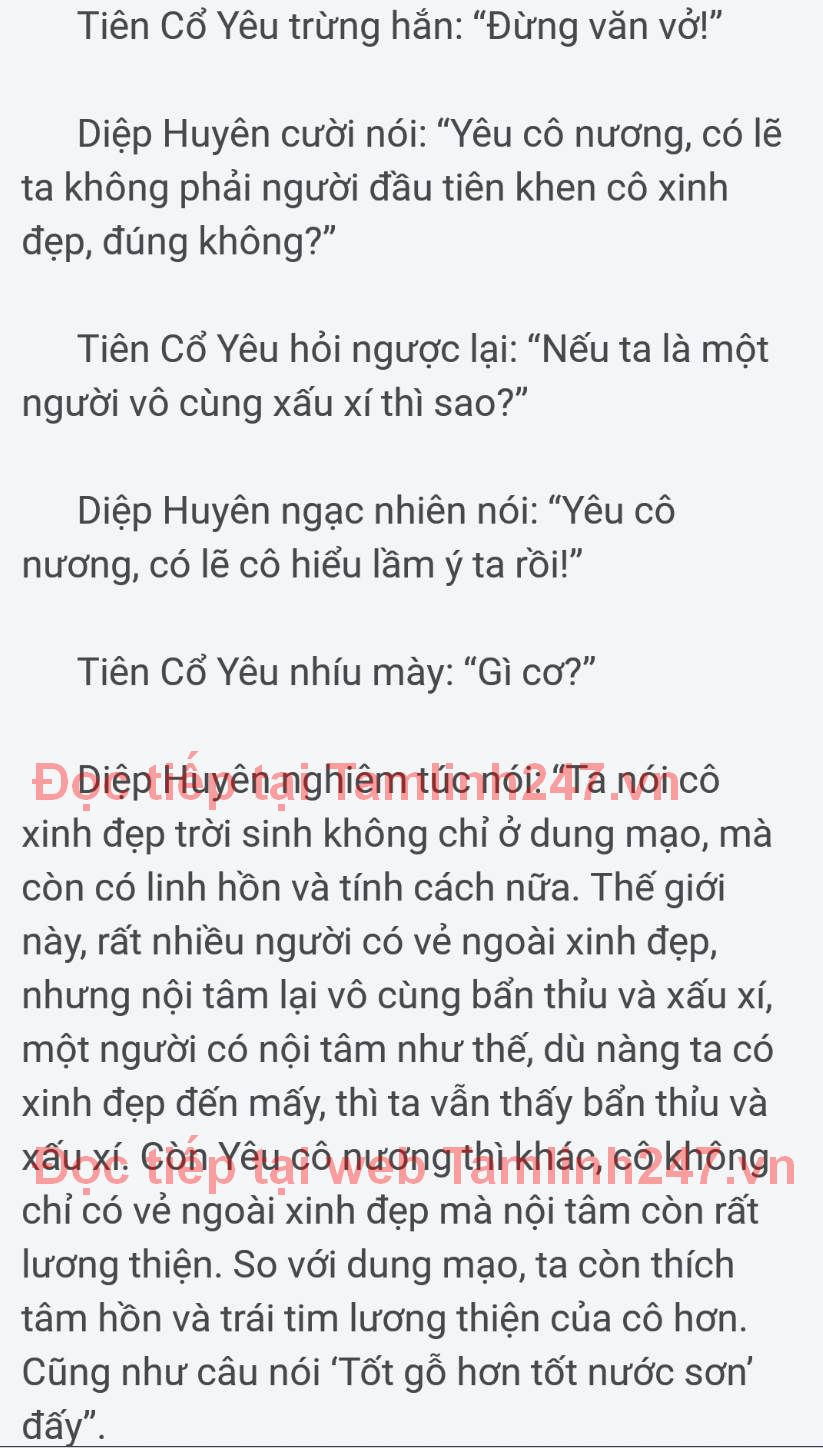 Tiên Cổ Yêu trừng hắn: “Đừng văn vở!”
Diệp Huyên cười nói: “Yêu cô nương, có lẽ
ta không phải người đầu tiên khen cô xinh
đẹp, đúng không?”
Tiên Cổ Yêu hỏi ngược lại: “Nếu ta là một
người vô cùng xấu xí thì sao?”
Diệp Huyên ngạc nhiên nói: “Yêu cô
nương, có lẽ cô hiểu lầm ý ta rồi!”
Tiên Cổ Yêu nhíu mày: “Gì cơ?”
Diệp Huyên nghiêm túc nói: “Ta nói cô
Đọc tiếp tại Tamlinh247.vn
xinh đẹp trời sinh không chỉ ở dung mạo, mà
còn có linh hồn và tính cách nữa. Thế giới
này, rất nhiều người có vẻ ngoài xinh đẹp,
nhưng nội tâm lại vô cùng bẩn thỉu và xấu xí,
một người có nội tâm như thế, dù nàng ta có
xinh đẹp đến mấy, thì ta vẫn thấy bẩn thỉu và
xấu xí. Còn Yêu cô nương thì khác, cô không
Đọc tiếp tại web Tamlinh247.vn
chỉ có vẻ ngoài xinh đẹp mà nội tâm còn rất
lương thiện. So với dung mạo, ta còn thích
tâm hồn và trái tim lương thiện của cô hơn.
Cũng như câu nói ‘Tốt gỗ hơn tốt nước sơn’
đấy”.